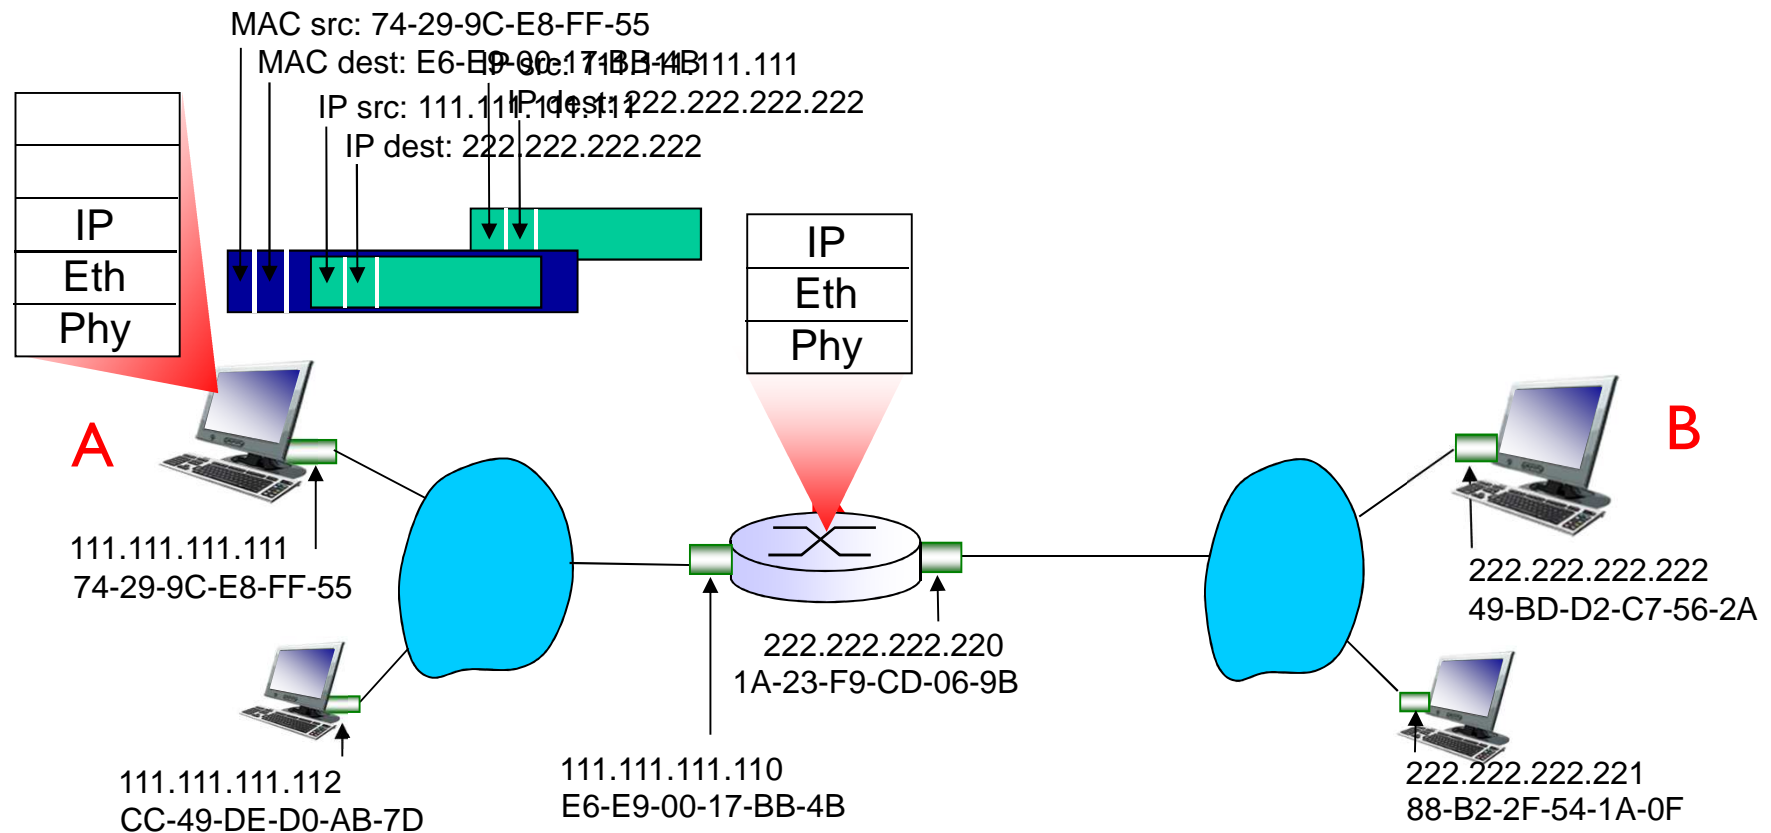 MAC src: 74-29-9C-E8-FF-55
MAC dest: E6-E9-00-17-BB-4B
IP src: 111.111.111.111
IP dest: 222.222.222.222
IP src: 111.111.111.111
IP dest: 222.222.222.222
IP
Eth
Phy
IP
Eth
Phy
A
B
111.111.111.111
74-29-9C-E8-FF-55
222.222.222.222
49-BD-D2-C7-56-2A
222.222.222.220
1A-23-F9-CD-06-9B
111.111.111.112
CC-49-DE-D0-AB-7D
111.111.111.110
E6-E9-00-17-BB-4B
222.222.222.221
88-B2-2F-54-1A-0F